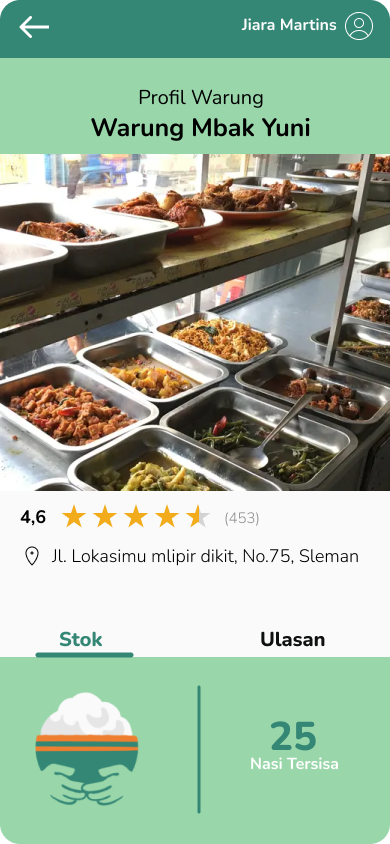 Jiara Martins
Profil Warung
Warung Mbak Yuni
4,6
(453)
Jl. Lokasimu mlipir dikit, No.75, Sleman
Stok
Ulasan
25
Nasi Tersisa